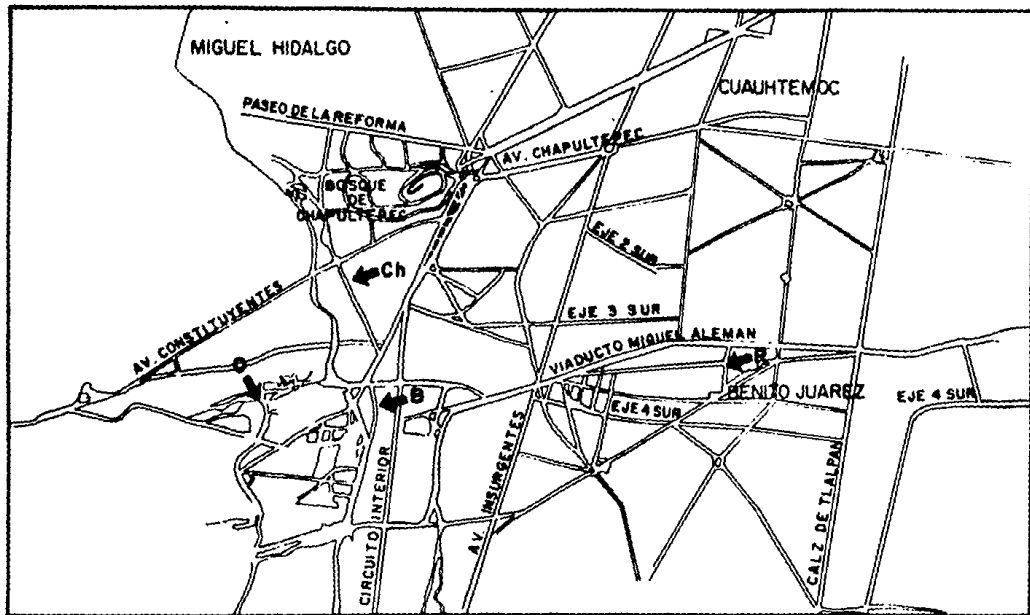 MIGUEL HIDALGO
CUAUHTEMOC
PASEO DE LA REFORMA
AV. CHAPULTEPEC
BOSQUE
DE
CHAPULTEPEC
EJE 2 SUR
Ch
EJE 3 SUR
AV. CONSTITUYENTES
VIADUCTO MIGUEL ALEMAN
R
D
B
BENITO JUAREZ
EJE 4 SUR
EJE 4 SUR
CIRCUITO INTERIOR
AV. INSURGENTES
CALZ DE TLALPAN